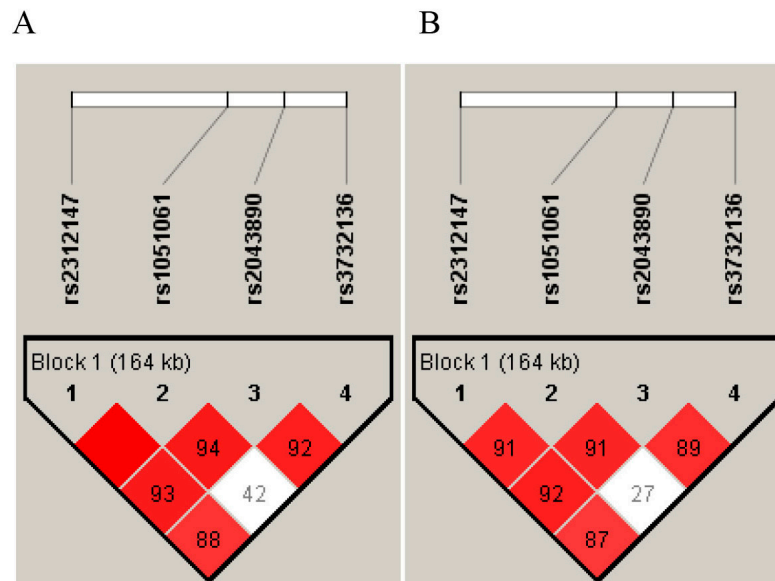 A
B
rs2312147
rs1051061
rs2043890
rs3732136
rs2312147
rs1051061
rs2043890
rs3732136
Block 1 (164 kb)
1 2 3 4
94 92
93 42
88
Block 1 (164 kb)
1 2 3 4
91 91 89
92 27
87